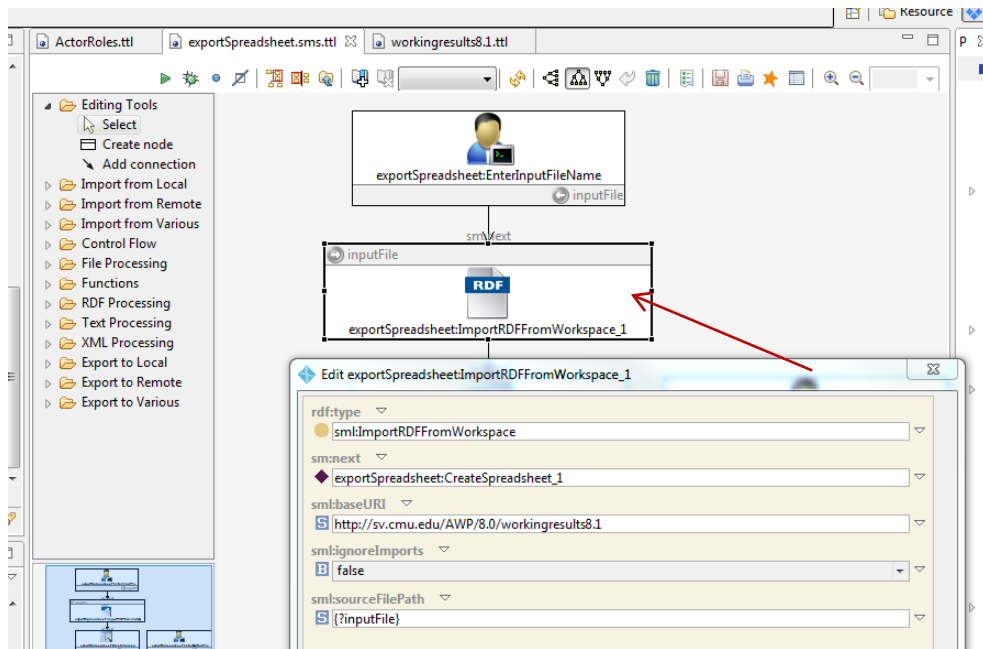 Resource
ActorRoles.ttl
exportSpreadsheet.sms.ttl
workingresults8.1.ttl
P
Editing Tools
Select
Create node
Add connection
Import from Local
Import from Remote
Import from Various
Control Flow
File Processing
Functions
RDF Processing
Text Processing
XML Processing
Export to Local
Export to Remote
Export to Various
exportSpreadsheet:EnterInputFileName
inputFile
sm:next
inputFile
RDF
exportSpreadsheet:ImportRDFFromWorkspace_1
Edit exportSpreadsheet:ImportRDFFromWorkspace_1
rdf:type
sml:ImportRDFFromWorkspace
sm:next
exportSpreadsheet:CreateSpreadsheet_1
sml:baseURI
S http://sv.cmu.edu/AWP/8.0/workingresults8.1
sml:ignoreImports
B false
sml:sourceFilePath
S {?inputFile}